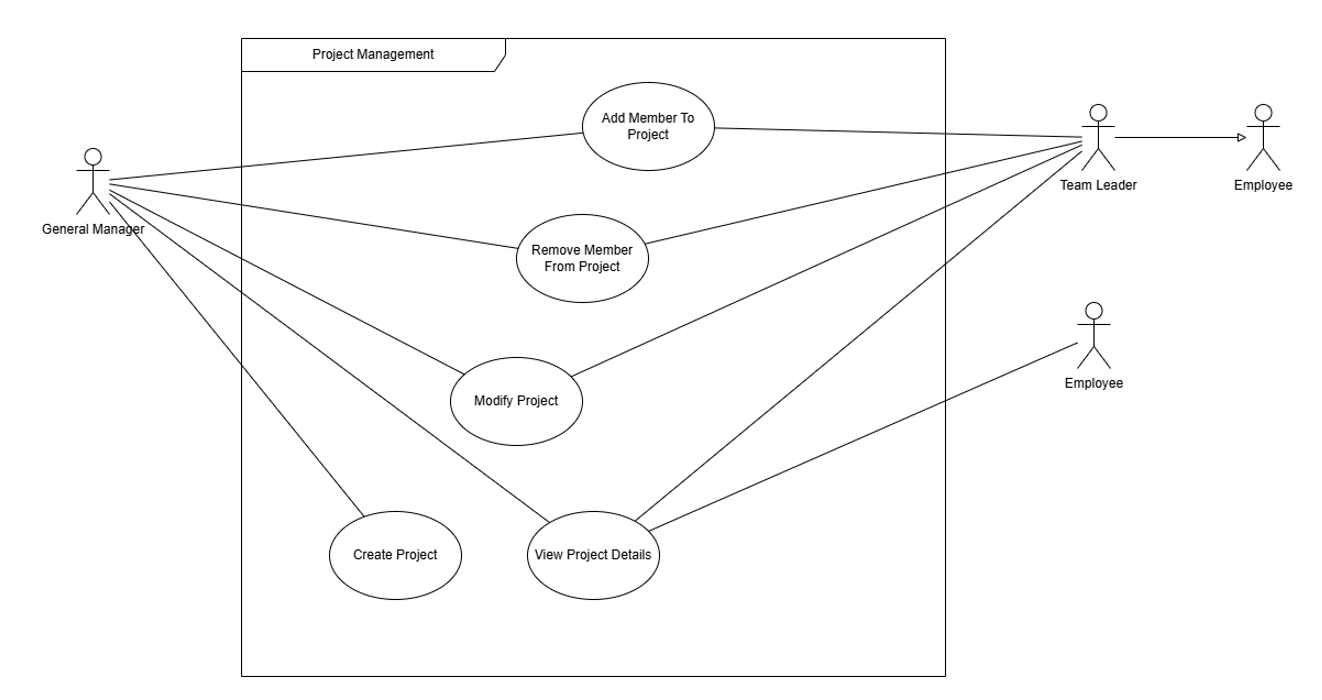 Project Management
Add Member To
Project
Team Leader
Employee
General Manager
Remove Member
From Project
Employee
Modify Project
Create Project
View Project Details